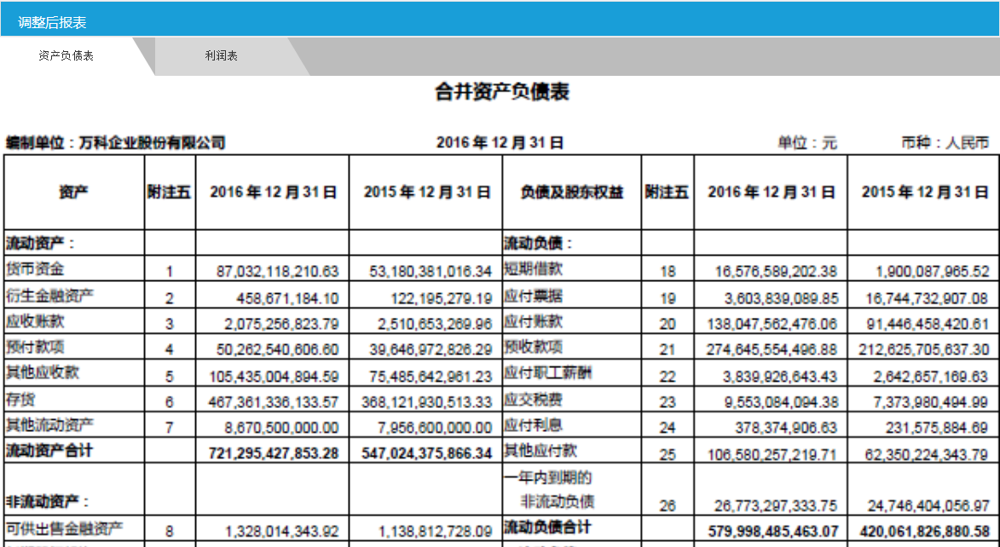 调整后报表
资产负债表 利润表
合并资产负债表
编制单位：万科企业股份有限公司 2016 年 12 月 31 日 单位：元 币种：人民币
资产 附注五 2016 年 12 月 31 日 2015 年 12 月 31 日 负债及股东权益 附注五 2016 年 12 月 31 日 2015 年 12 月 31 日
流动资产： 流动负债：
货币资金 1 87,032,118,210.63 53,180,381,016.34 短期借款 18 16,576,589,202.38 1,900,087,965.52
衍生金融资产 2 458,671,184.10 122,195,279.19 应付票据 19 3,603,839,089.85 16,744,732,907.08
应收账款 3 2,075,256,823.79 2,510,653,269.96 应付账款 20 138,047,562,476.06 91,446,458,420.61
预付款项 4 50,262,540,606.60 39,646,972,826.29 预收款项 21 274,645,554,496.88 212,625,705,637.30
其他应收款 5 105,435,004,894.59 75,485,642,961.23 应付职工薪酬 22 3,839,926,643.43 2,642,657,169.63
存货 6 467,361,336,133.57 368,121,930,513.33 应交税费 23 9,553,084,094.38 7,373,980,494.99
其他流动资产 7 8,670,500,000.00 7,956,600,000.00 应付利息 24 378,374,906.63 231,575,884.69
流动资产合计 721,295,427,853.28 547,024,375,866.34 其他应付款 25 106,580,257,219.71 62,350,224,343.79
一年内到期的
非流动资产： 非流动负债 26 26,773,297,333.75 24,746,404,056.97
可供出售金融资产 8 1,328,014,343.92 1,138,812,728.09 流动负债合计 579,998,485,463.07 420,061,826,880.58